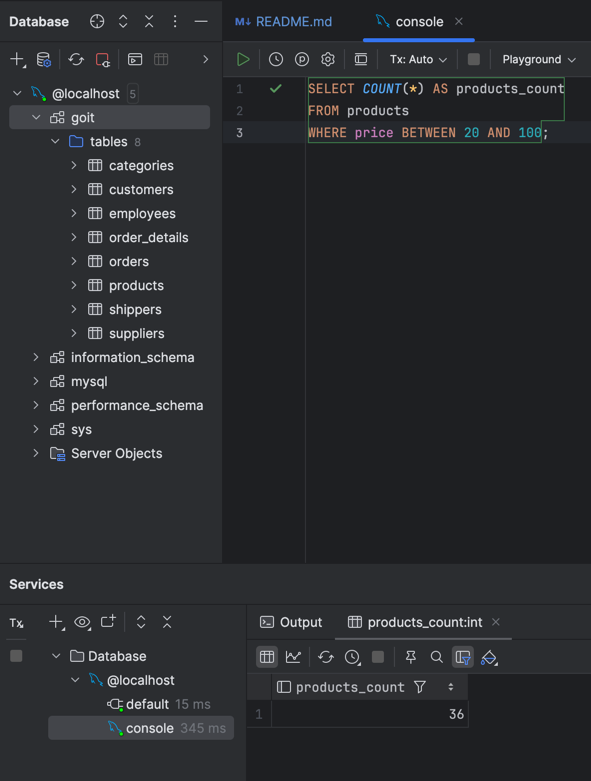 Database
README.md
console
Tx: Auto
Playground
@localhost 5
goit
tables 8
categories
customers
employees
order_details
orders
products
shippers
suppliers
information_schema
mysql
performance_schema
sys
Server Objects
1 SELECT COUNT(*) AS products_count
2 FROM products
3 WHERE price BETWEEN 20 AND 100;
Services
Tx
Database
@localhost
default 15 ms
console 345 ms
Output
products_count:int
products_count
1 36